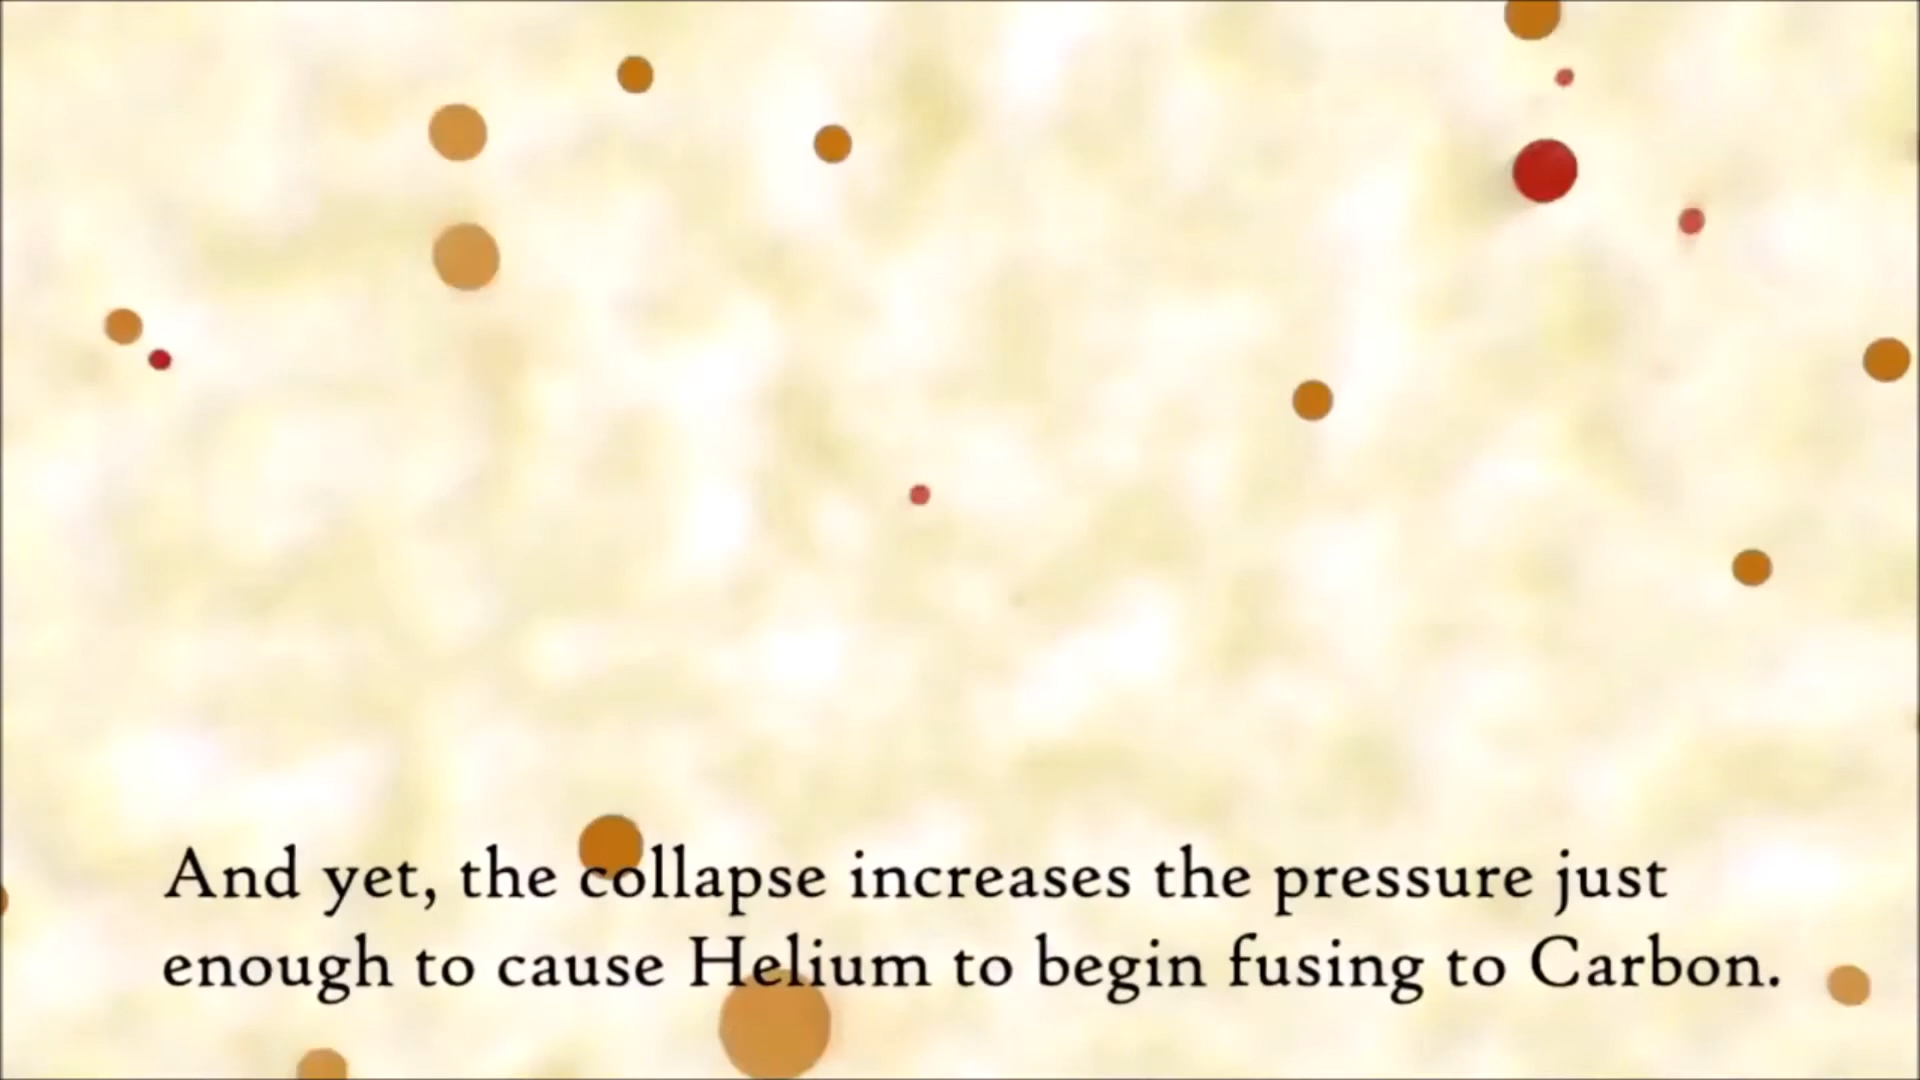 And yet, the collapse increases the pressure just
enough to cause Helium to begin fusing to Carbon.